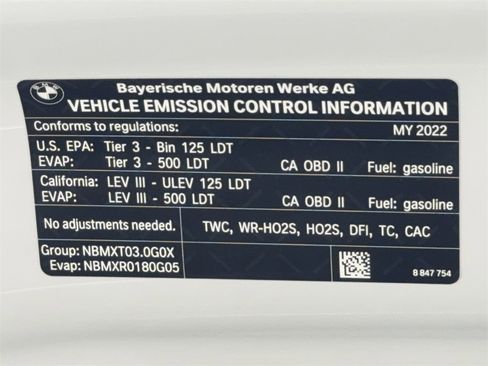 BMW
Bayerische Motoren Werke AG
VEHICLE EMISSION CONTROL INFORMATION
Conforms to regulations: MY 2022
U.S. EPA: Tier 3 - Bin 125 LDT
EVAP: Tier 3 - 500 LDT CA OBD II Fuel: gasoline
California: LEV III - ULEV 125 LDT
EVAP: LEV III - 500 LDT CA OBD II Fuel: gasoline
No adjustments needed. TWC, WR-HO2S, HO2S, DFI, TC, CAC
Group: NBMXT03.0G0X
Evap: NBMXR0180G05 8 847 754